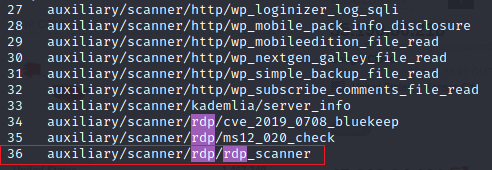 27 auxiliary/scanner/http/wp_loginizer_log_sqli
28 auxiliary/scanner/http/wp_mobile_pack_info_disclosure
29 auxiliary/scanner/http/wp_mobileedition_file_read
30 auxiliary/scanner/http/wp_nextgen_galley_file_read
31 auxiliary/scanner/http/wp_simple_backup_file_read
32 auxiliary/scanner/http/wp_subscribe_comments_file_read
33 auxiliary/scanner/kademlia/server_info
34 auxiliary/scanner/rdp/cve_2019_0708_bluekeep
35 auxiliary/scanner/rdp/ms12_020_check
36 auxiliary/scanner/rdp/rdp_scanner